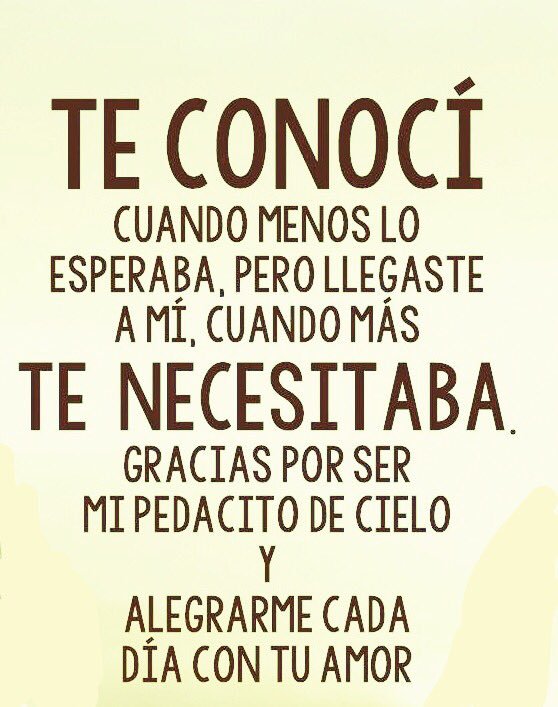 TE CONOCÍ
CUANDO MENOS LO
ESPERABA, PERO LLEGASTE
A MÍ, CUANDO MÁS
TE NECESITABA.
GRACIAS POR SER
MI PEDACITO DE CIELO
Y
ALEGRARME CADA
DÍA CON TU AMOR